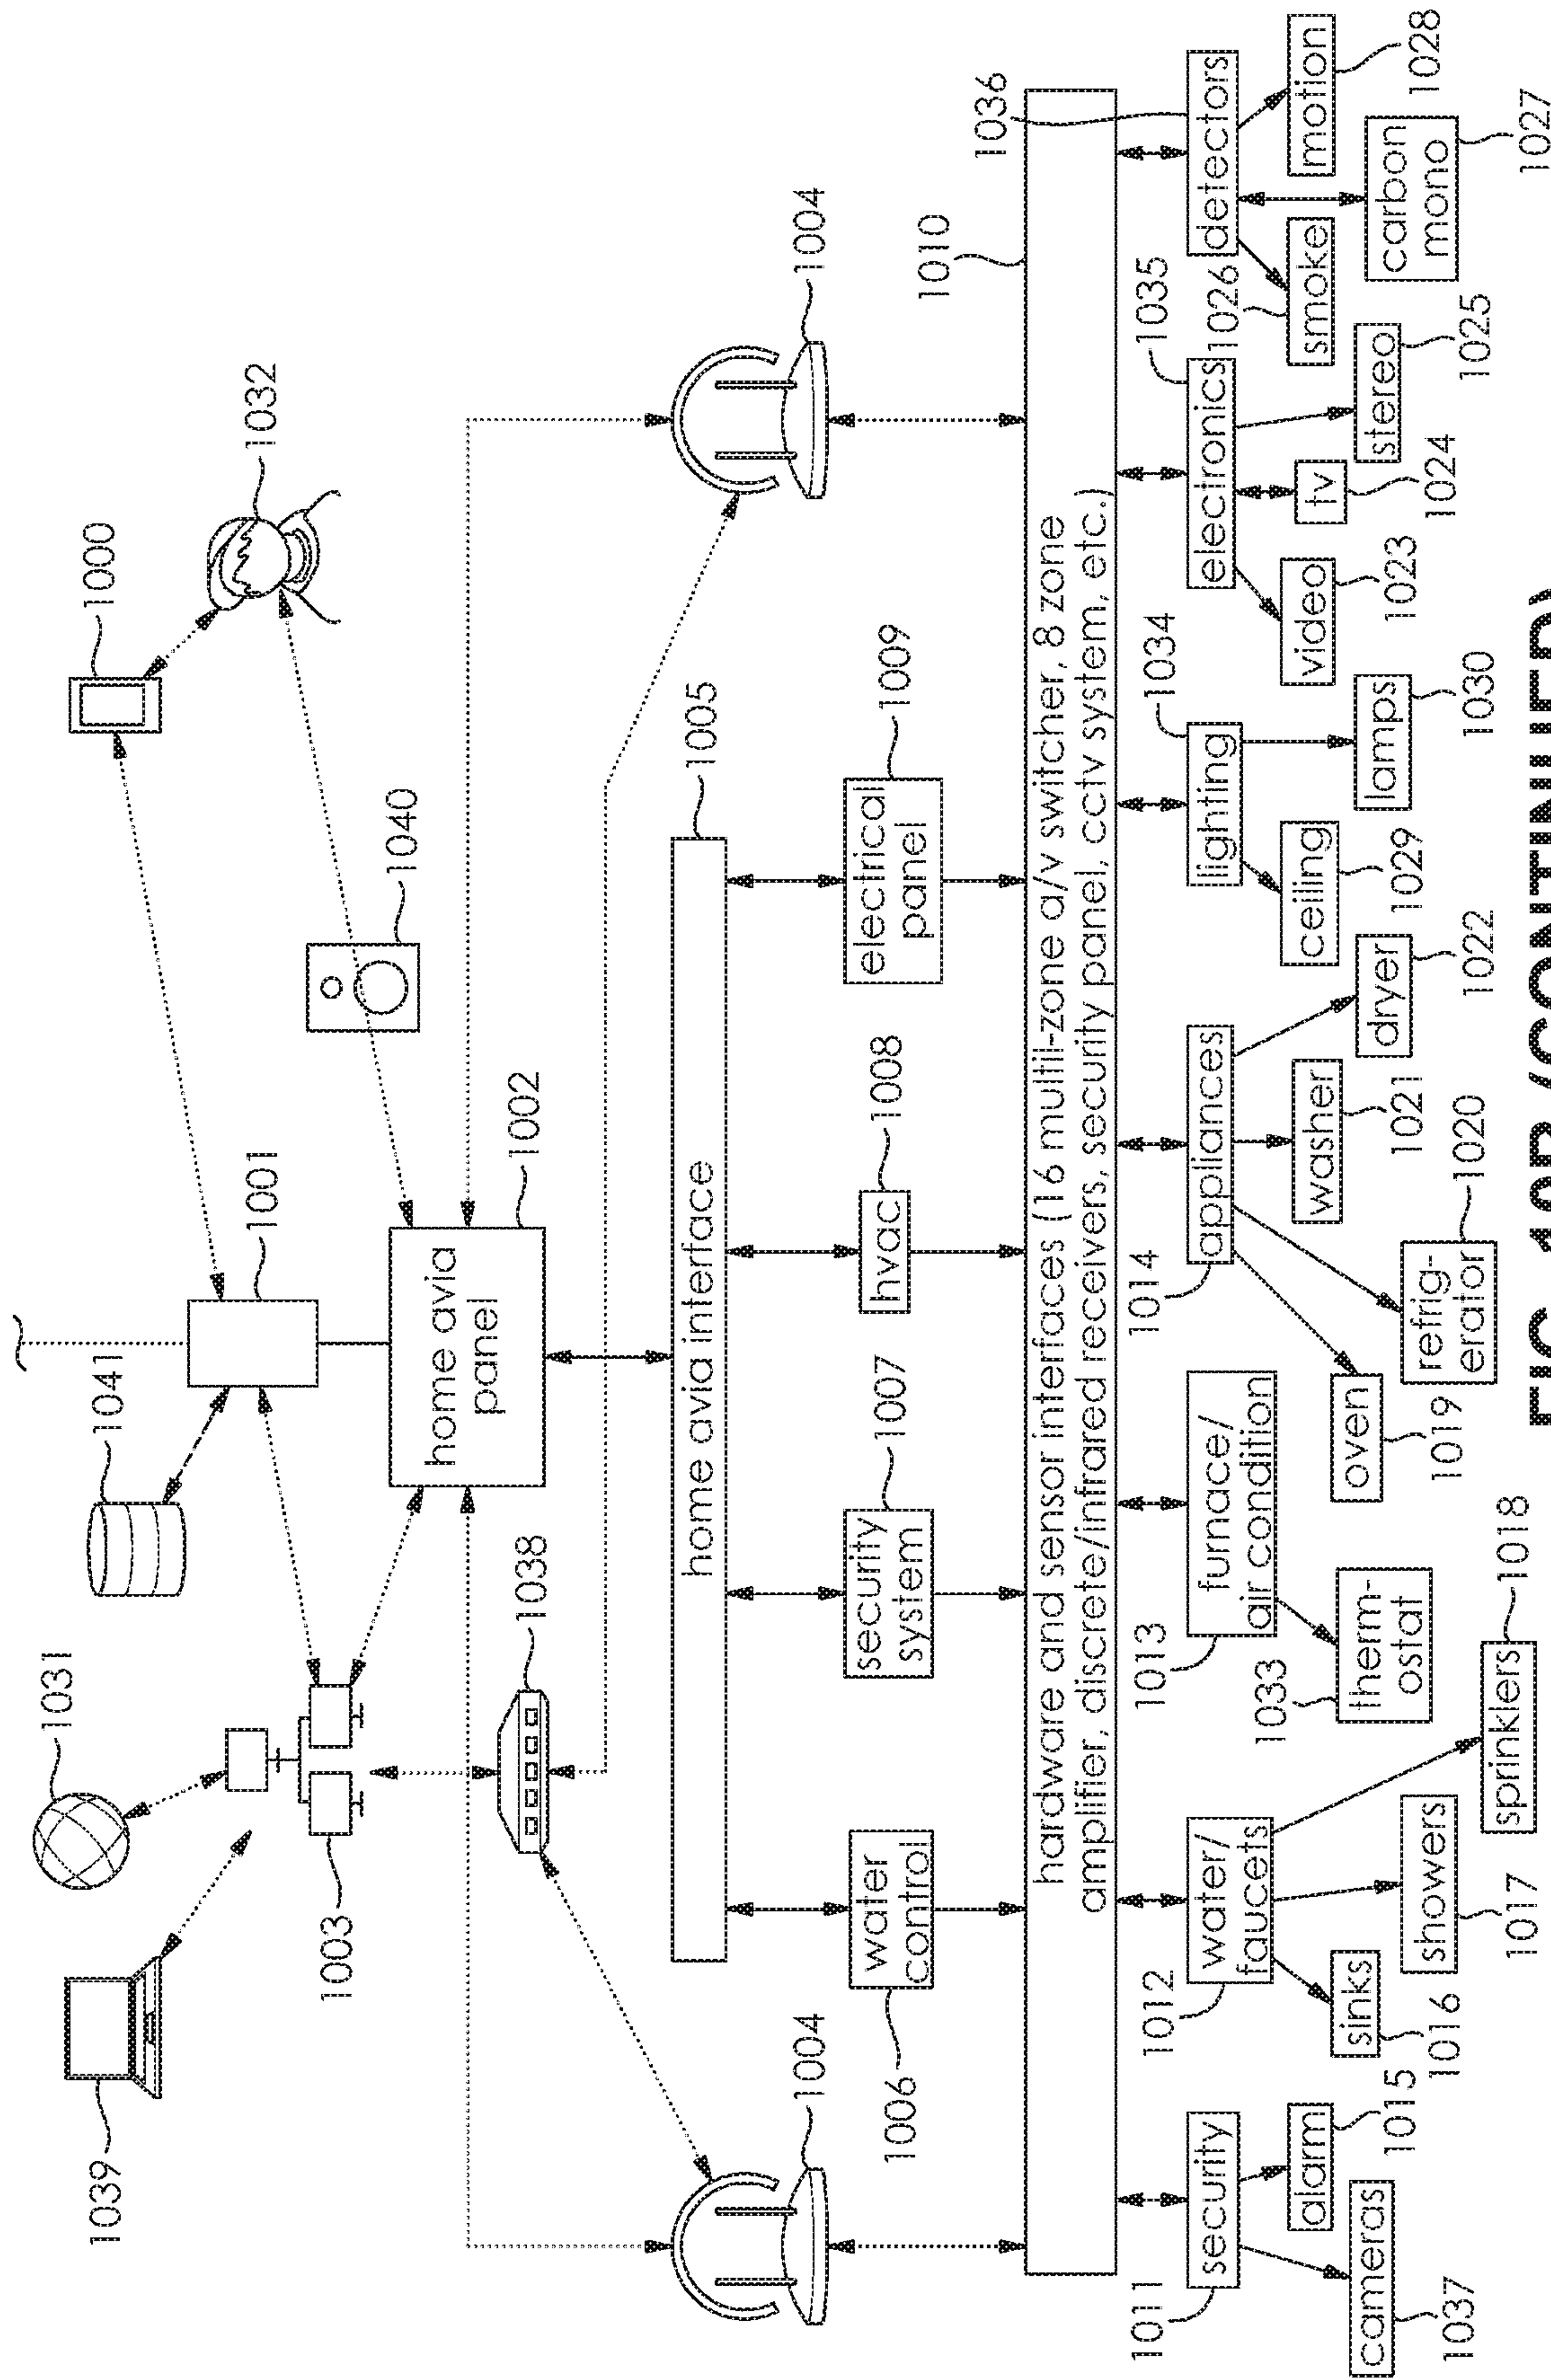 1000
1032
1031
1041
1001
1039
1003
1040
home avia
panel
1002
1038
1004
1004
home avia interface
1005
water
control
1006
security
system
1007
hvac
1008
electrical
panel
1009
1010
hardware and sensor interfaces (16 multil-zone a/v switcher, 8 zone
amplifier, discrete/infrared receivers, security panel, cctv system, etc.)
1011
security
1012
water/
faucets
1013
furnace/
air condition
1014
appliances
lighting
1034
electronics
1035
detectors
1036
cameras
1037
alarm
1015
sinks
1016
showers
1017
sprinklers
1018
1033
therm-
ostat
oven
1019
refrig-
erator
1020
washer
1021
dryer
1022
ceiling
1029
lamps
1030
video
1023
tv
1024
stereo
1025
1026
smoke
carbon
mono
1027
motion
1028
FIG. 10B (CONTINUED)